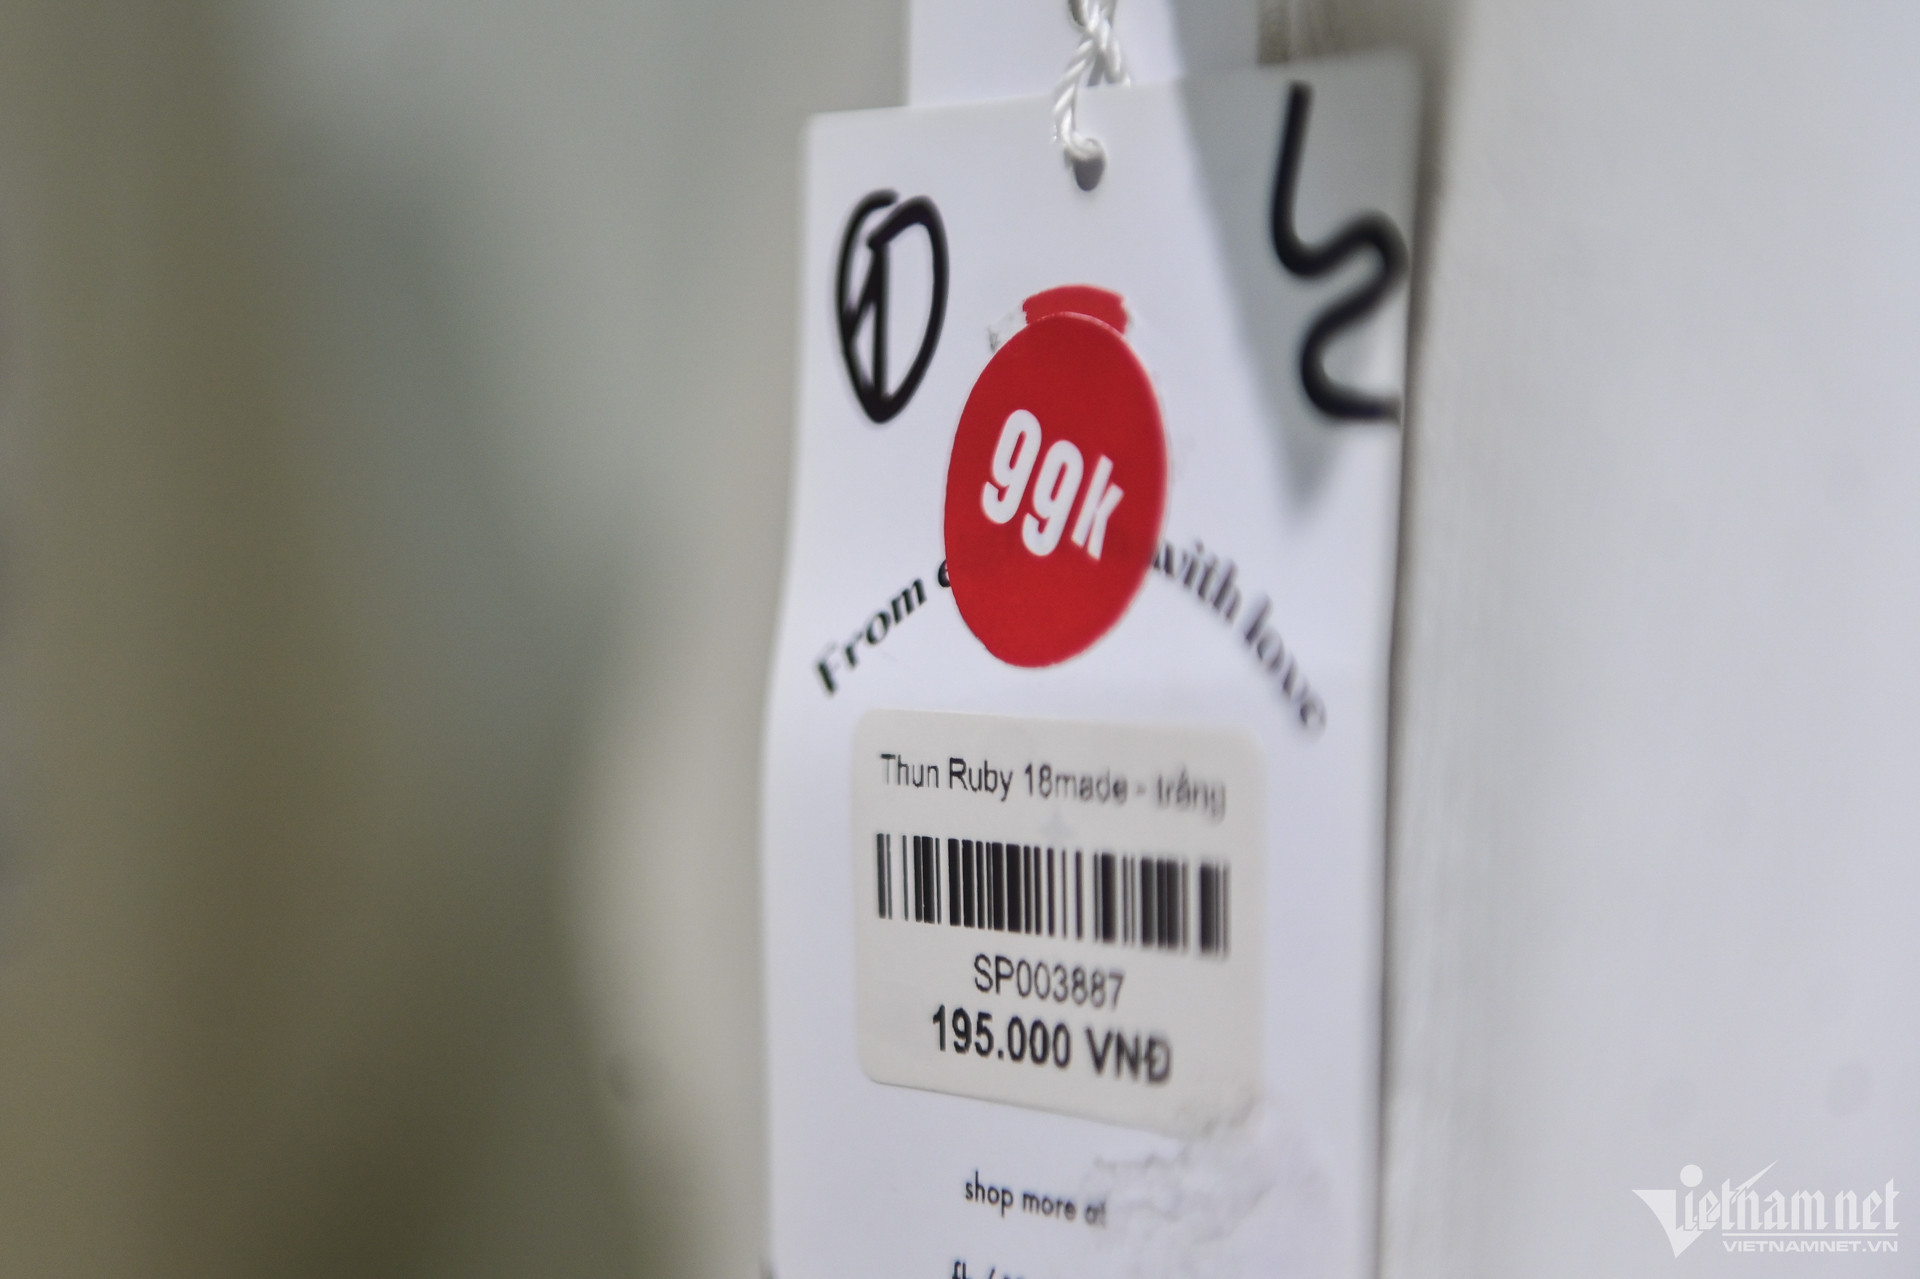 99k
From with love
Thun Ruby 18made - trắng
SP003887
195.000 VNĐ
shop more at
Vietnamnet
VIETNAMNET.VN